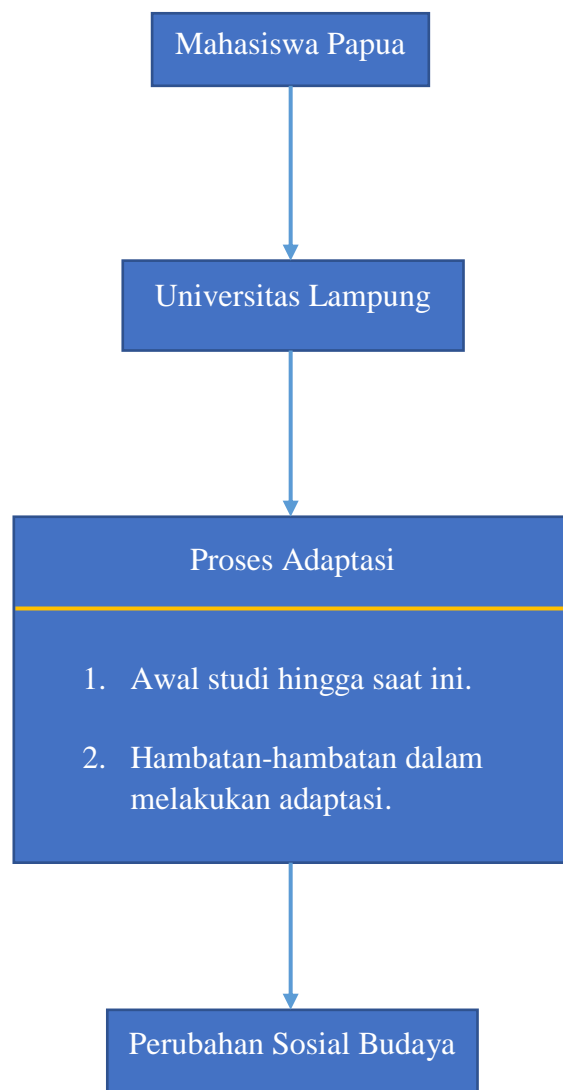 Mahasiswa Papua
Universitas Lampung
Proses Adaptasi
1. Awal studi hingga saat ini.
2. Hambatan-hambatan dalam
melakukan adaptasi.
Perubahan Sosial Budaya